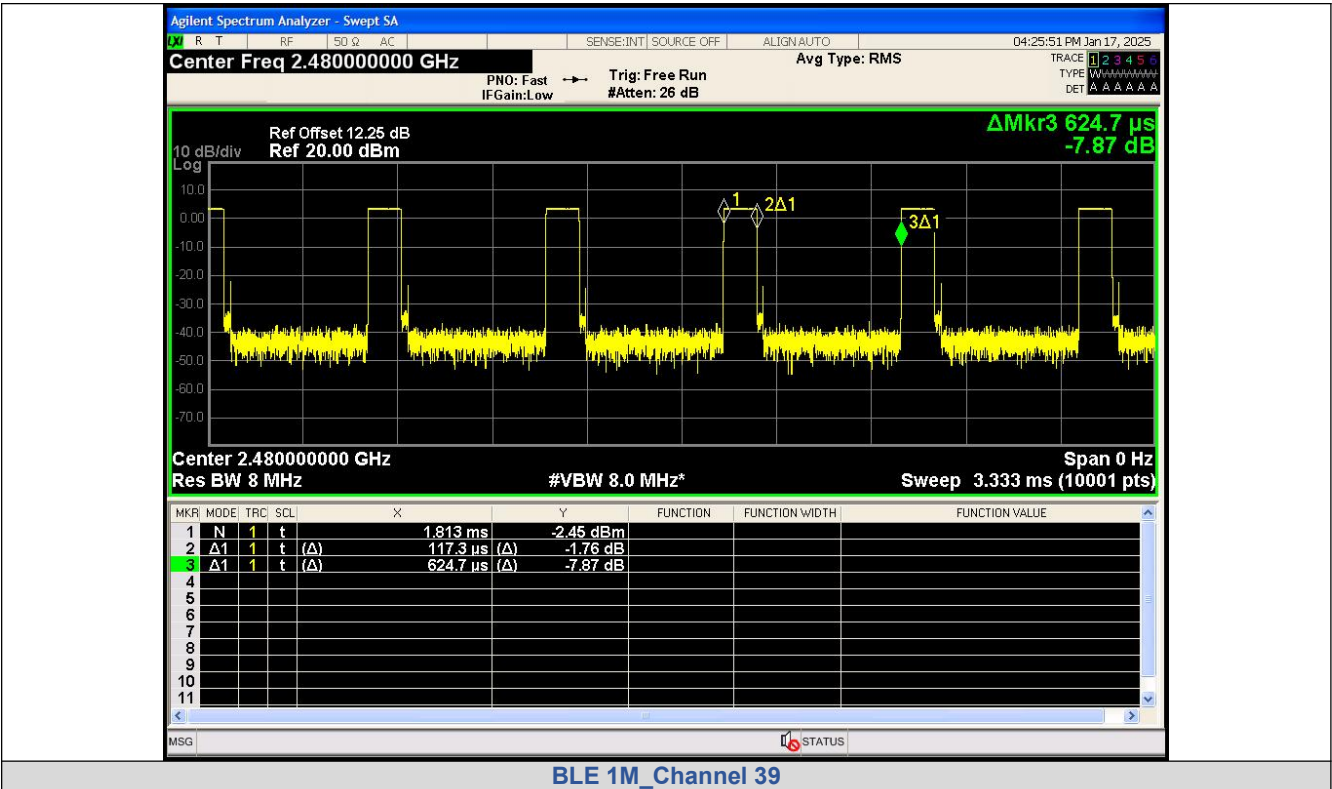 Agilent Spectrum Analyzer - Swept SA
LXI R T RF 50 Ω AC SENSE:INT SOURCE OFF ALIGN AUTO 04:25:51 PM Jan 17, 2025
Center Freq 2.480000000 GHz Avg Type: RMS TRACE 1 2 3 4 5 6
PNO: Fast Trig: Free Run TYPE WWWWWW
IFGain:Low #Atten: 26 dB DET A A A A A A
ΔMkr3 624.7 µs
Ref Offset 12.25 dB
10 dB/div Ref 20.00 dBm -7.87 dB
Log
10.0
0.00
-10.0
-20.0
-30.0
-40.0
-50.0
-60.0
-70.0
1 2Δ1
3Δ1
Center 2.480000000 GHz Span 0 Hz
Res BW 8 MHz #VBW 8.0 MHz* Sweep 3.333 ms (10001 pts)
MKR MODE TRC SCL X Y FUNCTION FUNCTION WIDTH FUNCTION VALUE
1 N 1 t 1.813 ms -2.45 dBm
2 Δ1 1 t (Δ) 117.3 µs (Δ) -1.76 dB
3 Δ1 1 t (Δ) 624.7 µs (Δ) -7.87 dB
4
5
6
7
8
9
10
11
MSG STATUS
BLE 1M_Channel 39